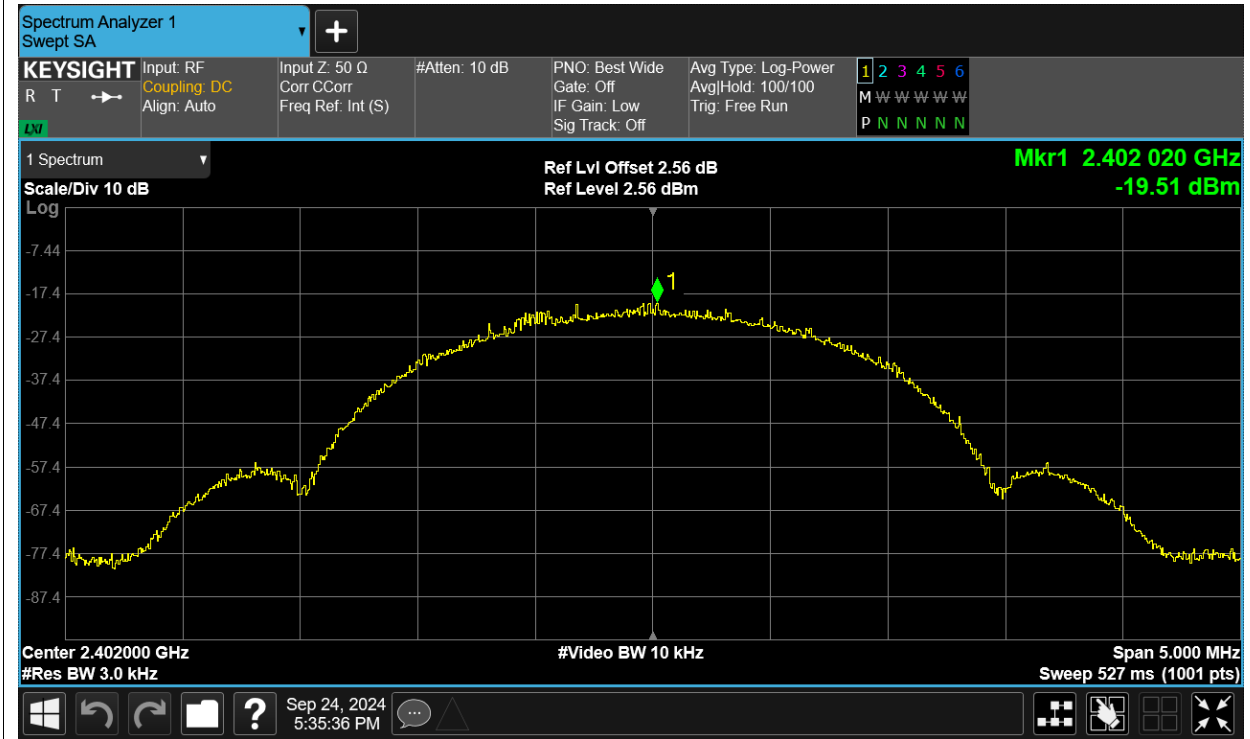 Spectrum Analyzer 1
Swept SA
KEYSIGHT
R T
LXI
Input: RF
Coupling: DC
Align: Auto
Input Z: 50 Ω
Corr CCorr
Freq Ref: Int (S)
#Atten: 10 dB
PNO: Best Wide
Gate: Off
IF Gain: Low
Sig Track: Off
Avg Type: Log-Power
Avg|Hold: 100/100
Trig: Free Run
1 2 3 4 5 6
M W W W W W
P N N N N N
1 Spectrum
Scale/Div 10 dB
Log
Ref Lvl Offset 2.56 dB
Ref Level 2.56 dBm
Mkr1 2.402 020 GHz
-19.51 dBm
1
-7.44
-17.4
-27.4
-37.4
-47.4
-57.4
-67.4
-77.4
-87.4
Center 2.402000 GHz
#Video BW 10 kHz
Span 5.000 MHz
#Res BW 3.0 kHz
Sweep 527 ms (1001 pts)
?
Sep 24, 2024
5:35:36 PM